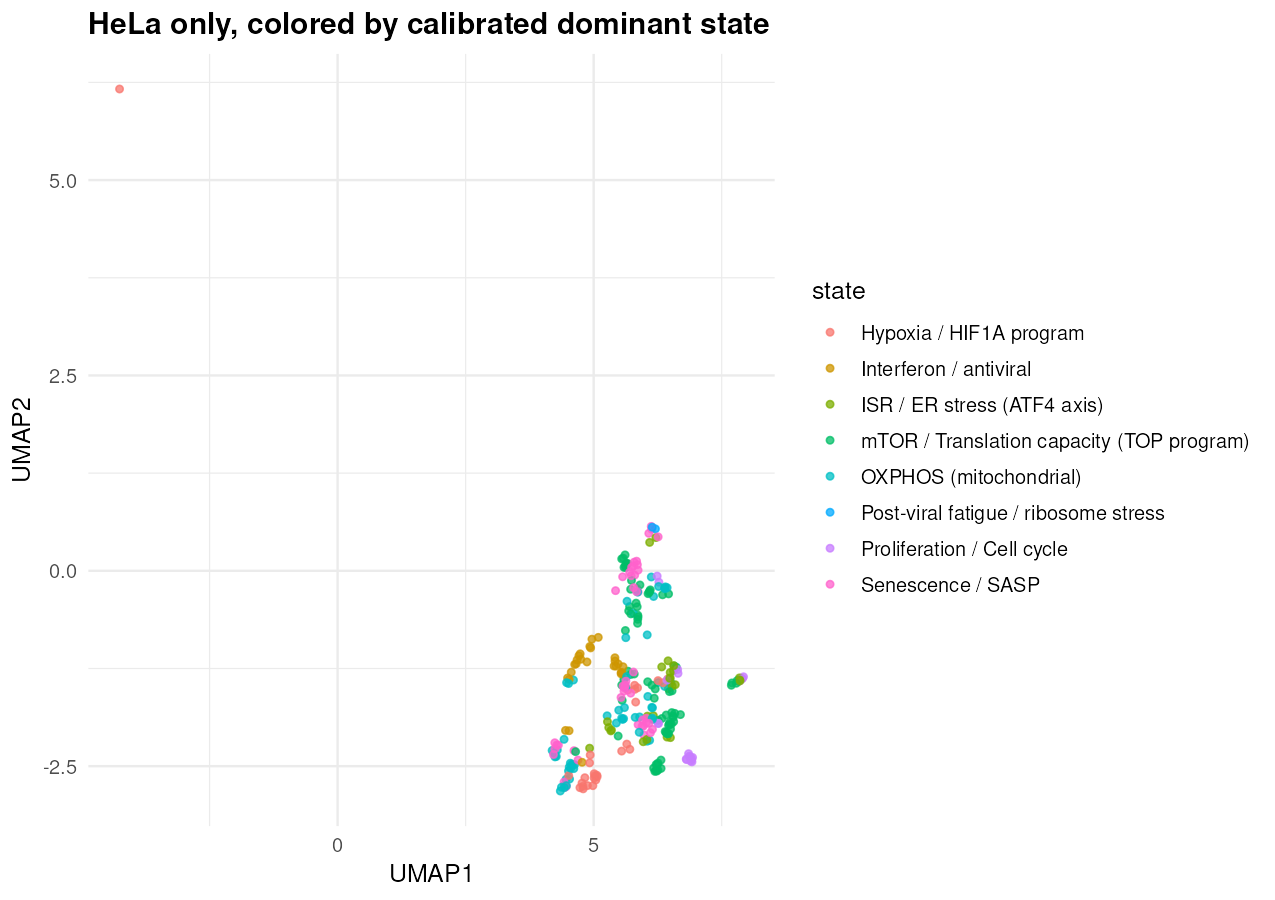 HeLa only, colored by calibrated dominant state
5.0
2.5
0.0
-2.5
UMAP2
0
5
UMAP1
state
Hypoxia / HIF1A program
Interferon / antiviral
ISR / ER stress (ATF4 axis)
mTOR / Translation capacity (TOP program)
OXPHOS (mitochondrial)
Post-viral fatigue / ribosome stress
Proliferation / Cell cycle
Senescence / SASP